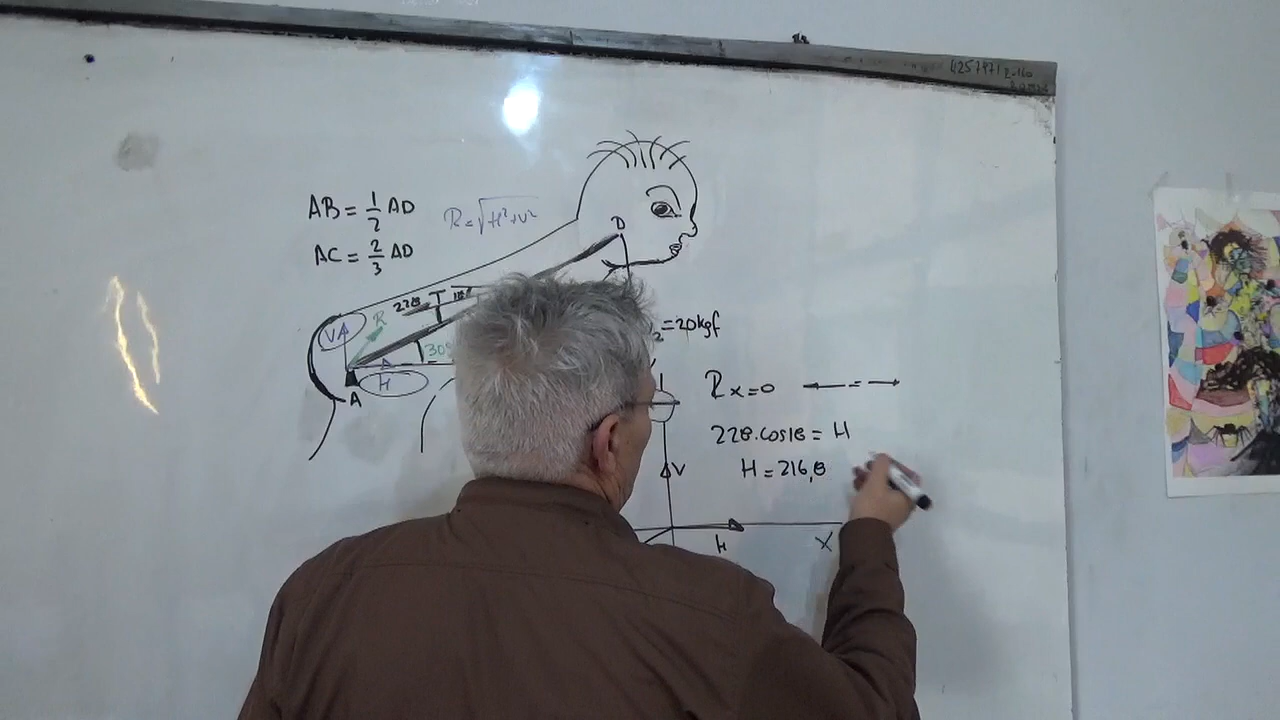 AB = 1/2 AD
R = √H²+V²
AC = 2/3 AD
D
228
T
18°
VA
R
30°
H
A
2 = 20kgf
Rx = 0
228.cos18 = H
V
H = 216,8
H
X